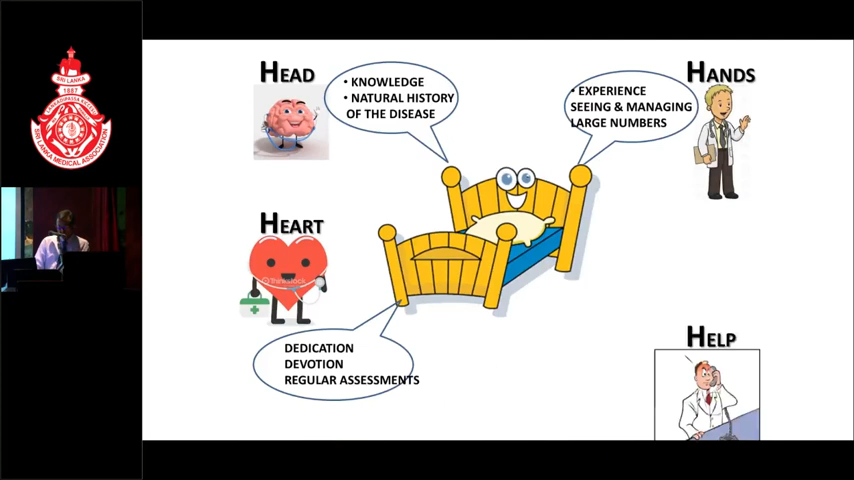 SRI LANKA
1887
SRI LANKA MEDICAL ASSOCIATION
HEAD
• KNOWLEDGE
• NATURAL HISTORY
OF THE DISEASE
HANDS
• EXPERIENCE
SEEING & MANAGING
LARGE NUMBERS
HEART
thinkstock
DEDICATION
DEVOTION
REGULAR ASSESSMENTS
HELP